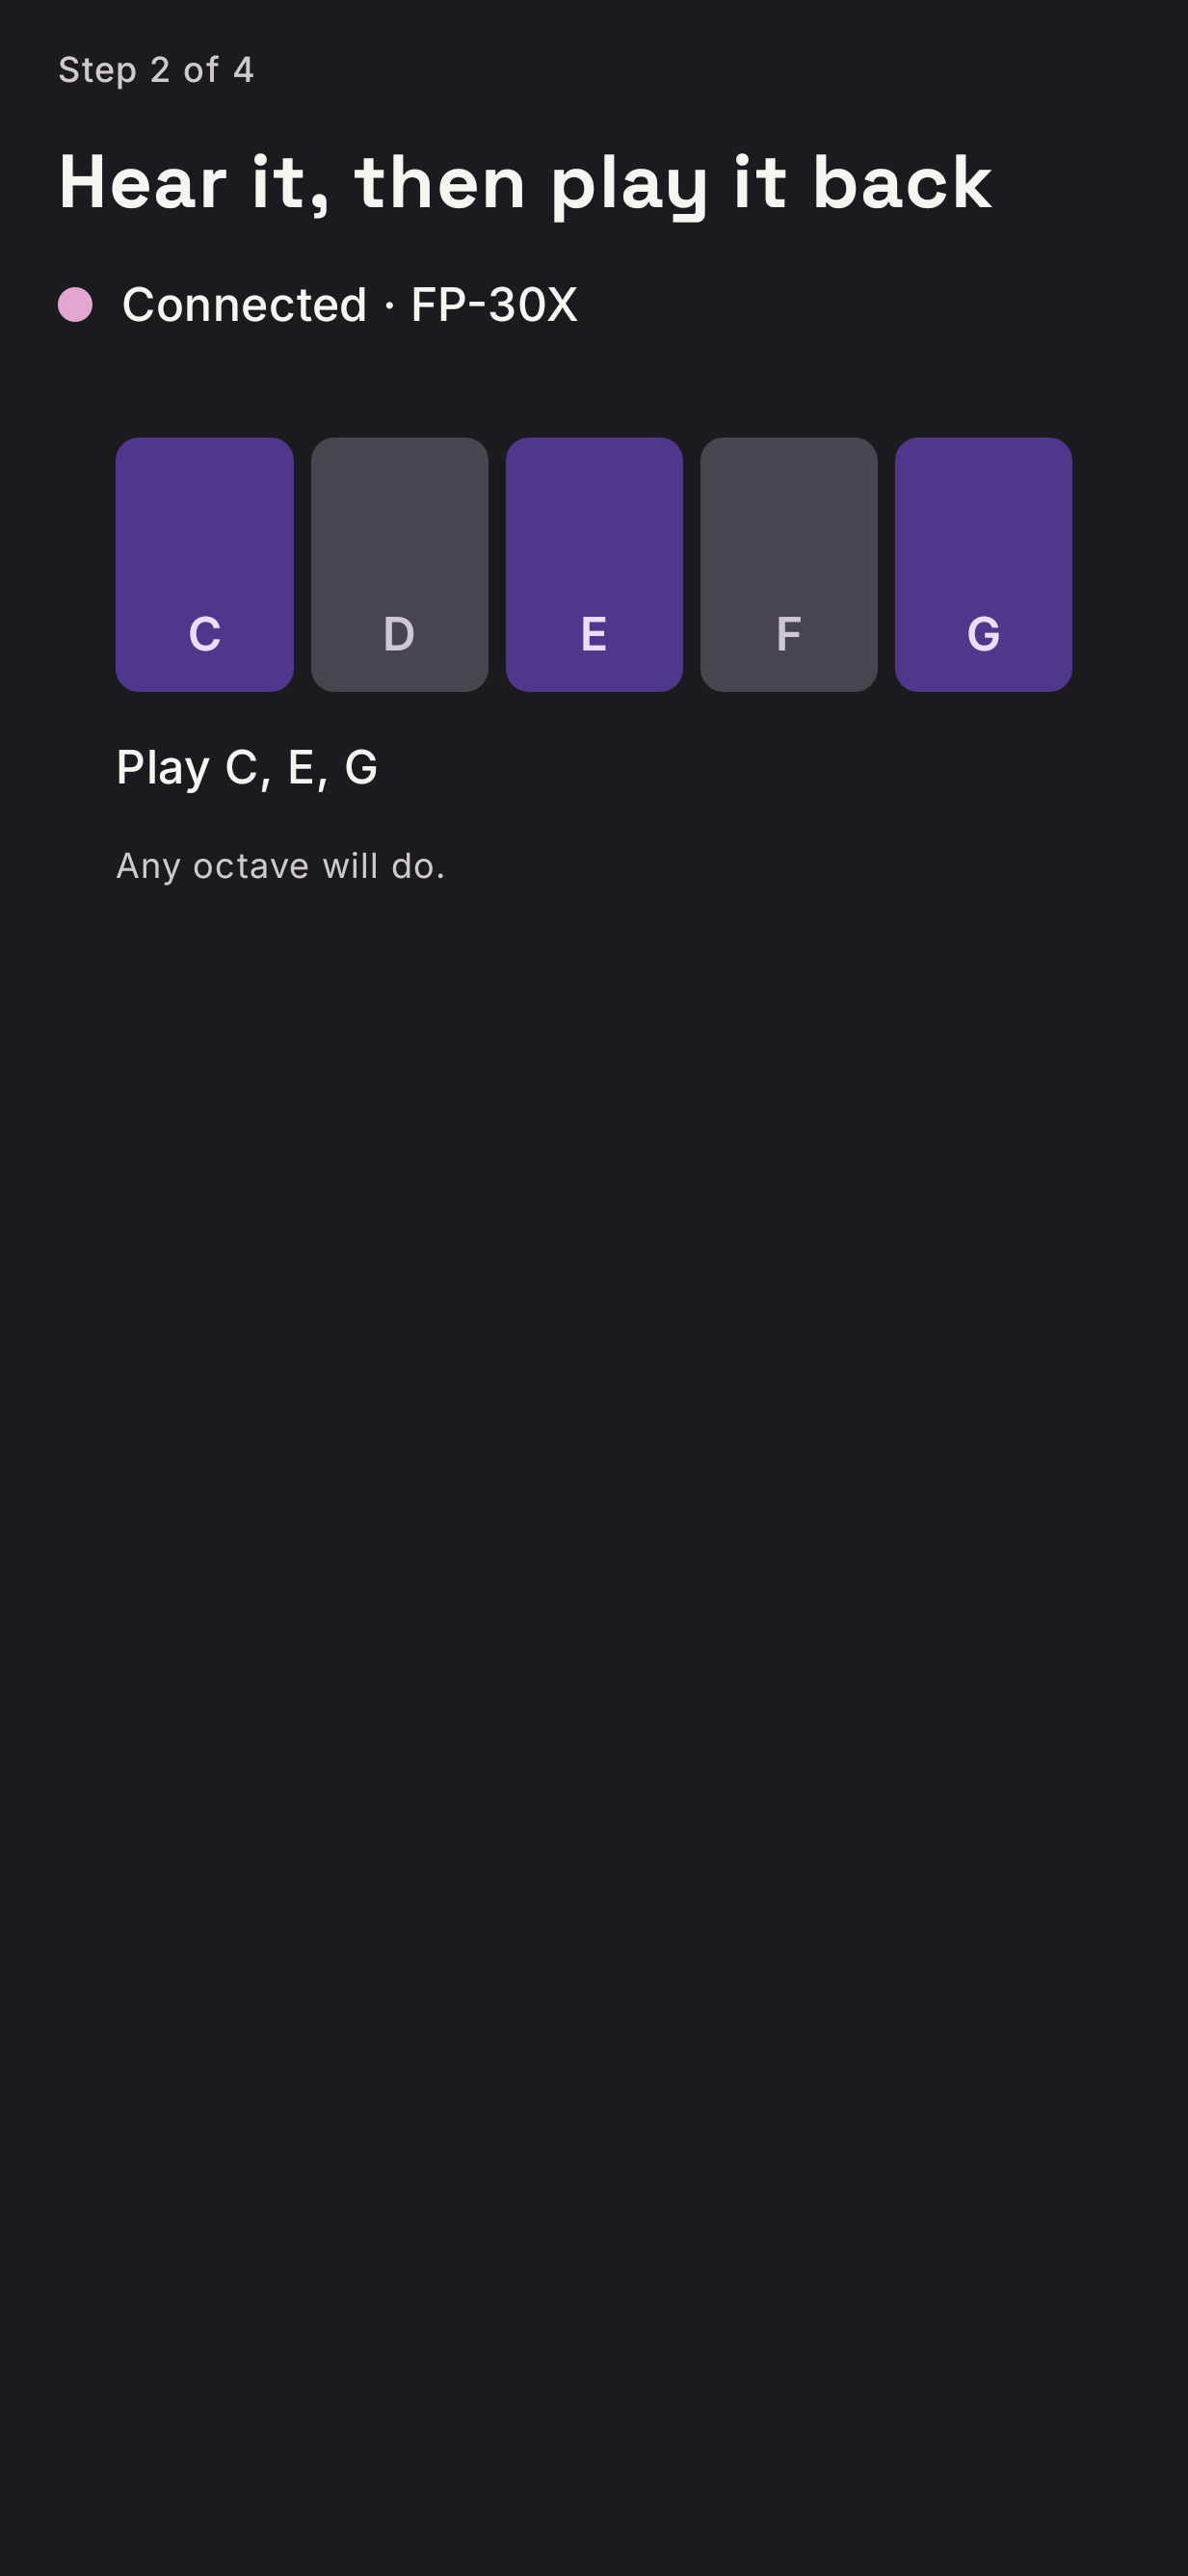 Step 2 of 4
Hear it, then play it back
Connected · FP-30X
C D E F G
Play C, E, G
Any octave will do.